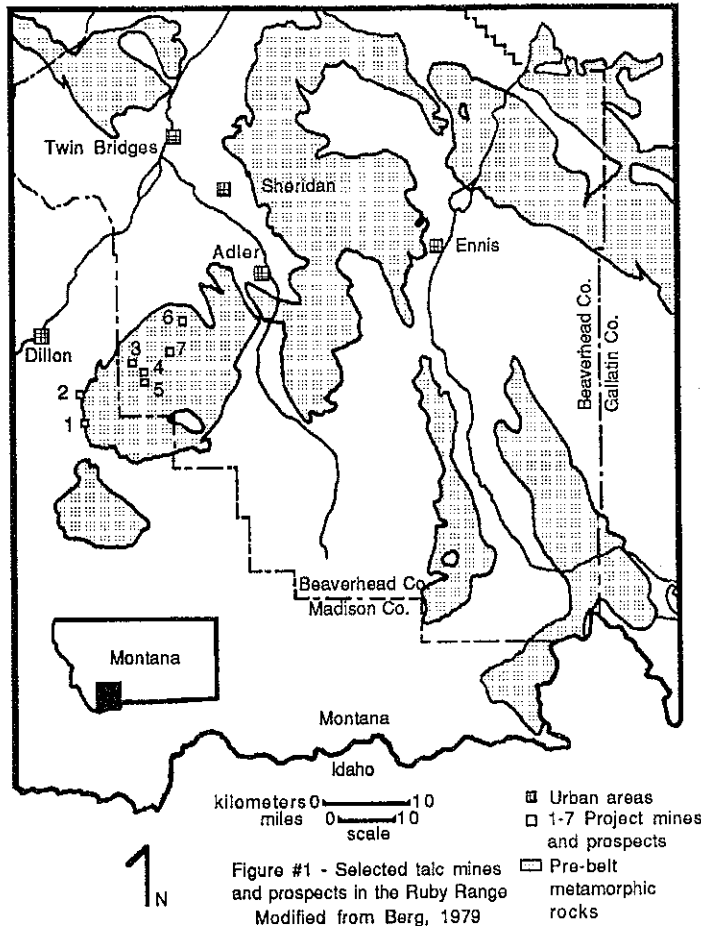 Twin Bridges
Sheridan
Adler
Ennis
Dillon
6
3
7
4
5
2
1
Beaverhead Co.
Gallatin Co.
Beaverhead Co.
Madison Co.
Montana
Montana
Idaho
kilometers 0 10
miles 0 10
scale
N
Urban areas
1-7 Project mines
and prospects
Pre-belt
metamorphic
rocks
Figure #1 - Selected talc mines
and prospects in the Ruby Range
Modified from Berg, 1979